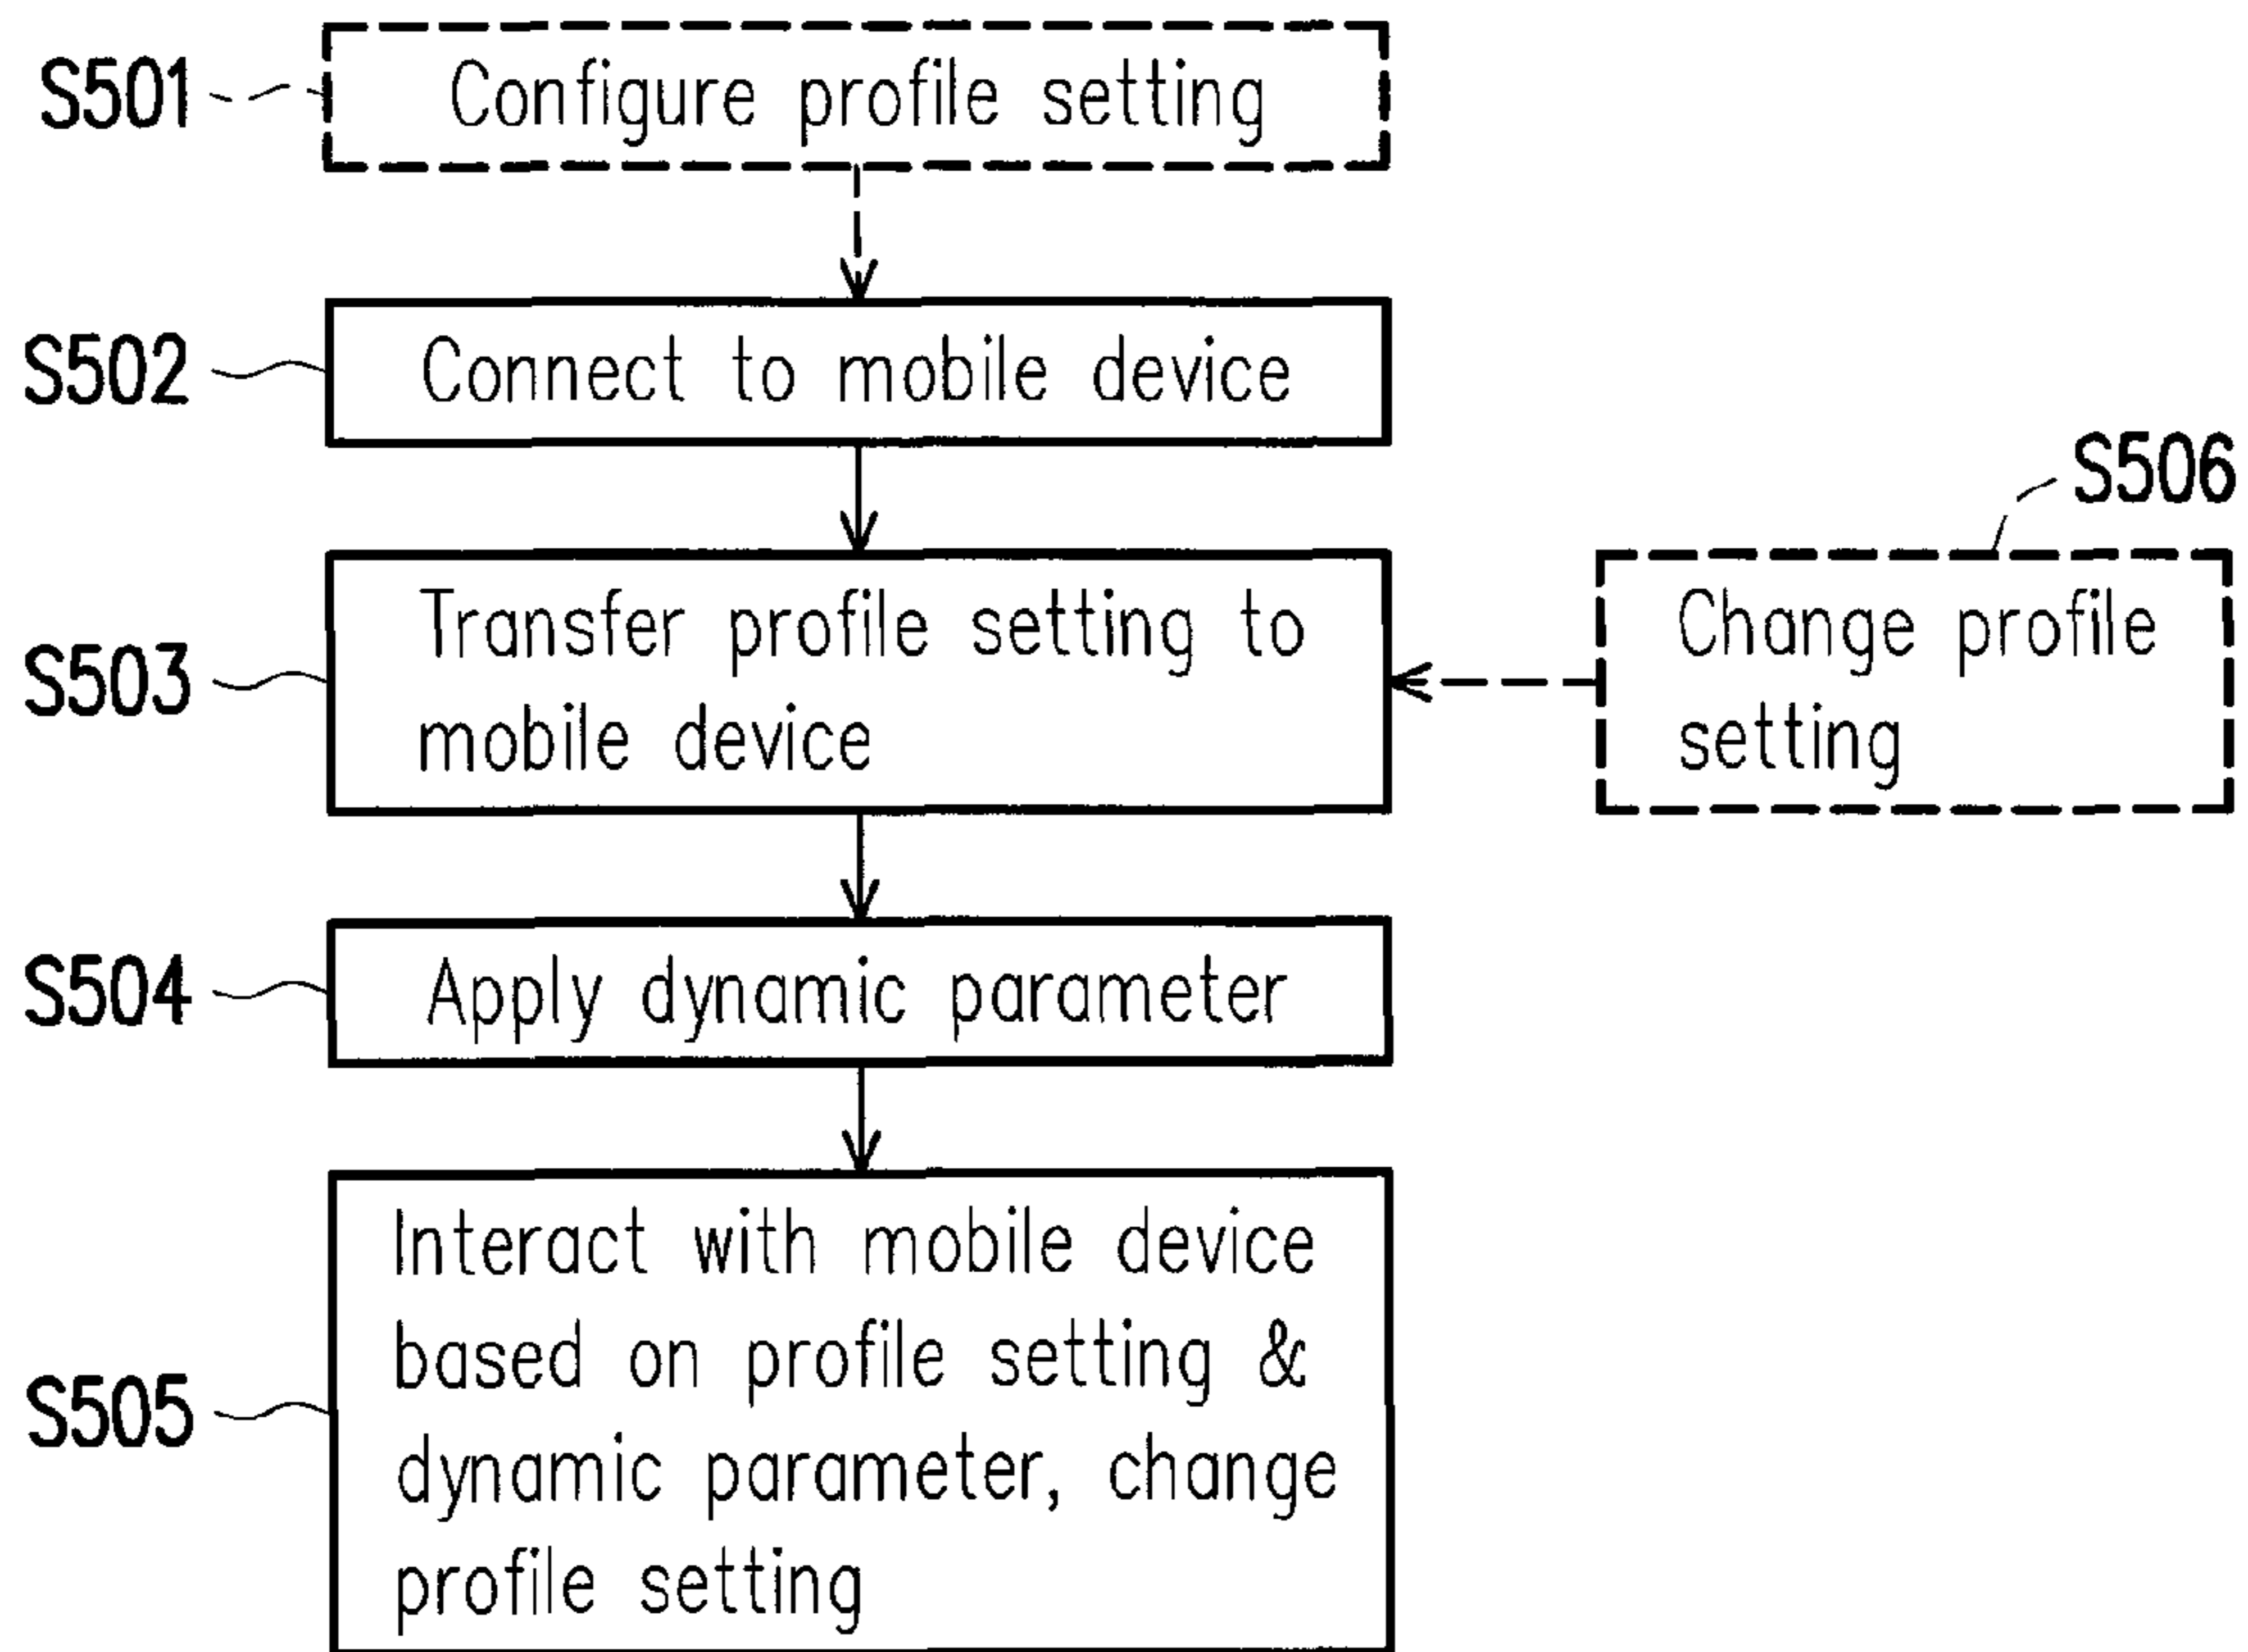 S501
Configure profile setting
S502
Connect to mobile device
S506
S503
Transfer profile setting to
mobile device
Change profile
setting
S504
Apply dynamic parameter
S505
Interact with mobile device
based on profile setting &
dynamic parameter, change
profile setting